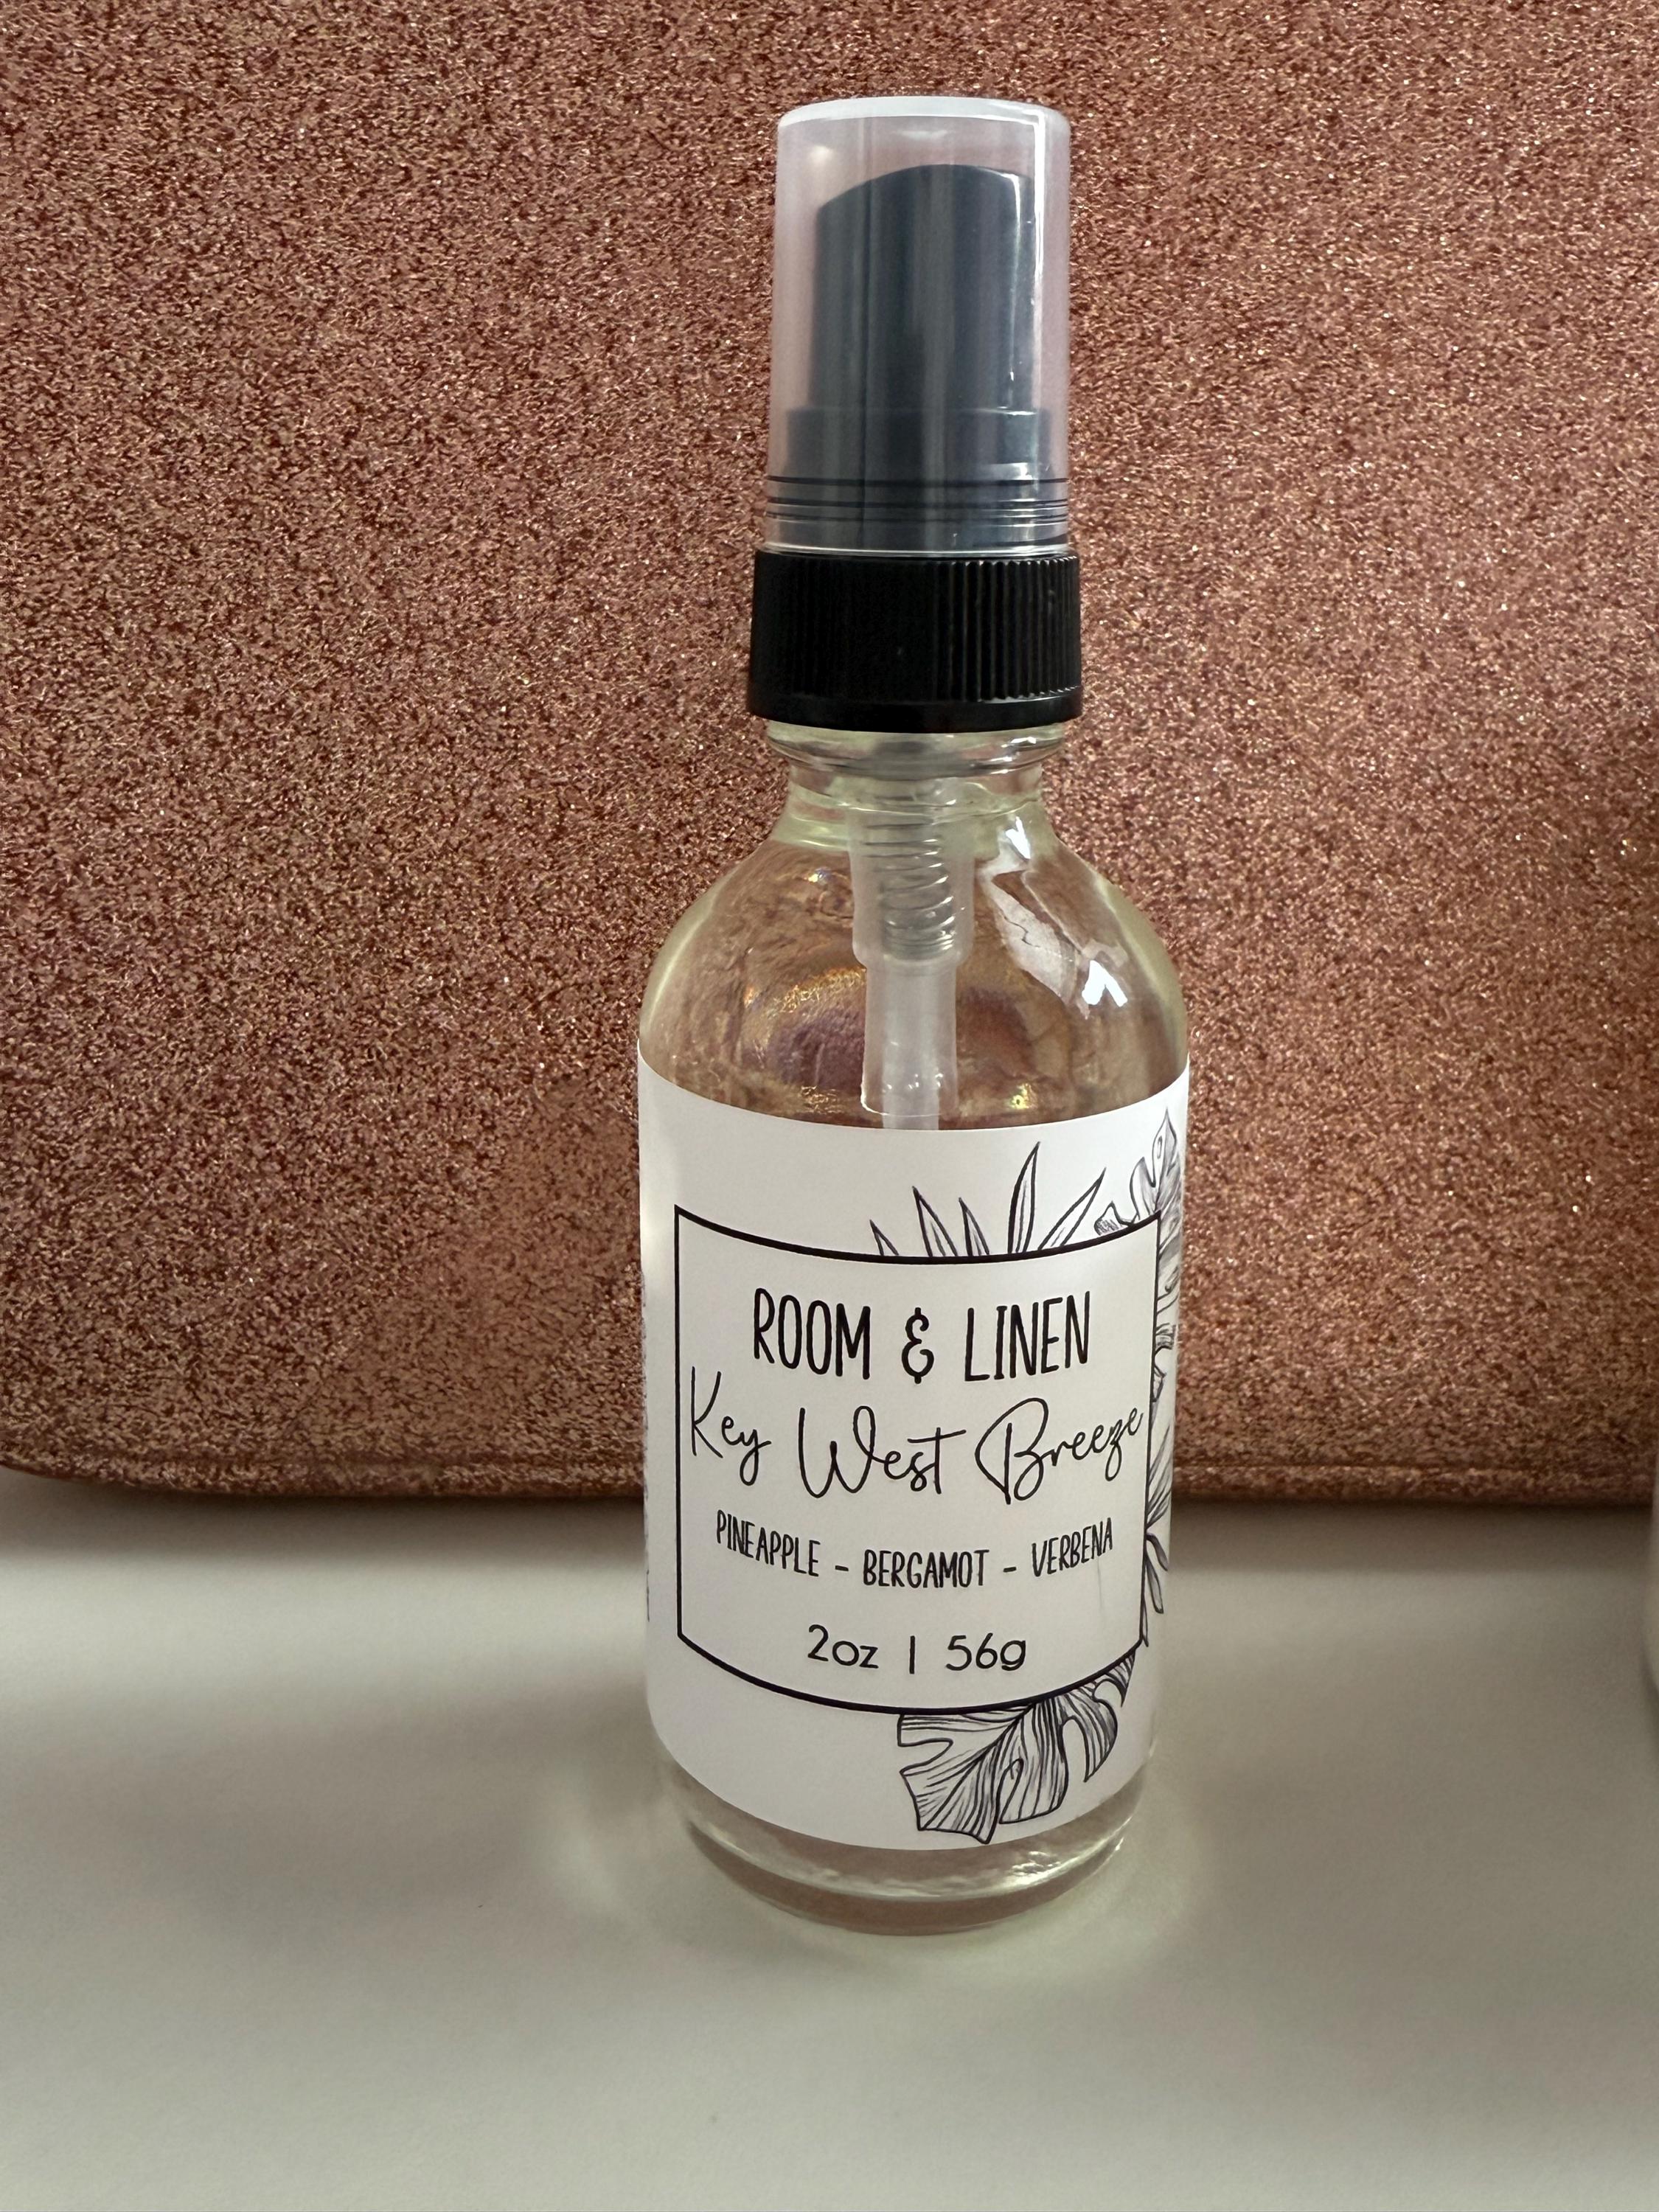 ROOM & LINEN
Key West Breeze
PINEAPPLE - BERGAMOT - VERBENA
2oz | 56g